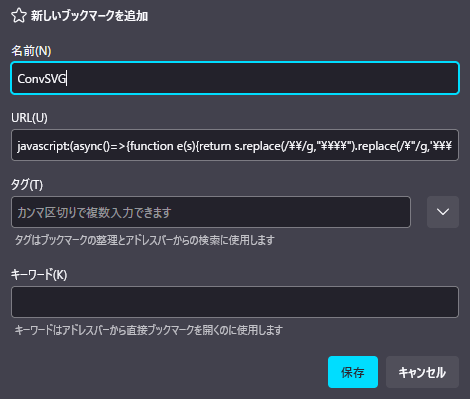 新しいブックマークを追加
名前(N)
ConvSVG
URL(U)
javascript:(async()=>{function e(s){return s.replace(/¥¥/g,"¥¥¥¥").replace(/¥"/g,'¥¥¥
タグ(T)
カンマ区切りで複数入力できます
タグはブックマークの整理とアドレスバーからの検索に使用します
キーワード(K)
キーワードはアドレスバーから直接ブックマークを開くのに使用します
保存 キャンセル